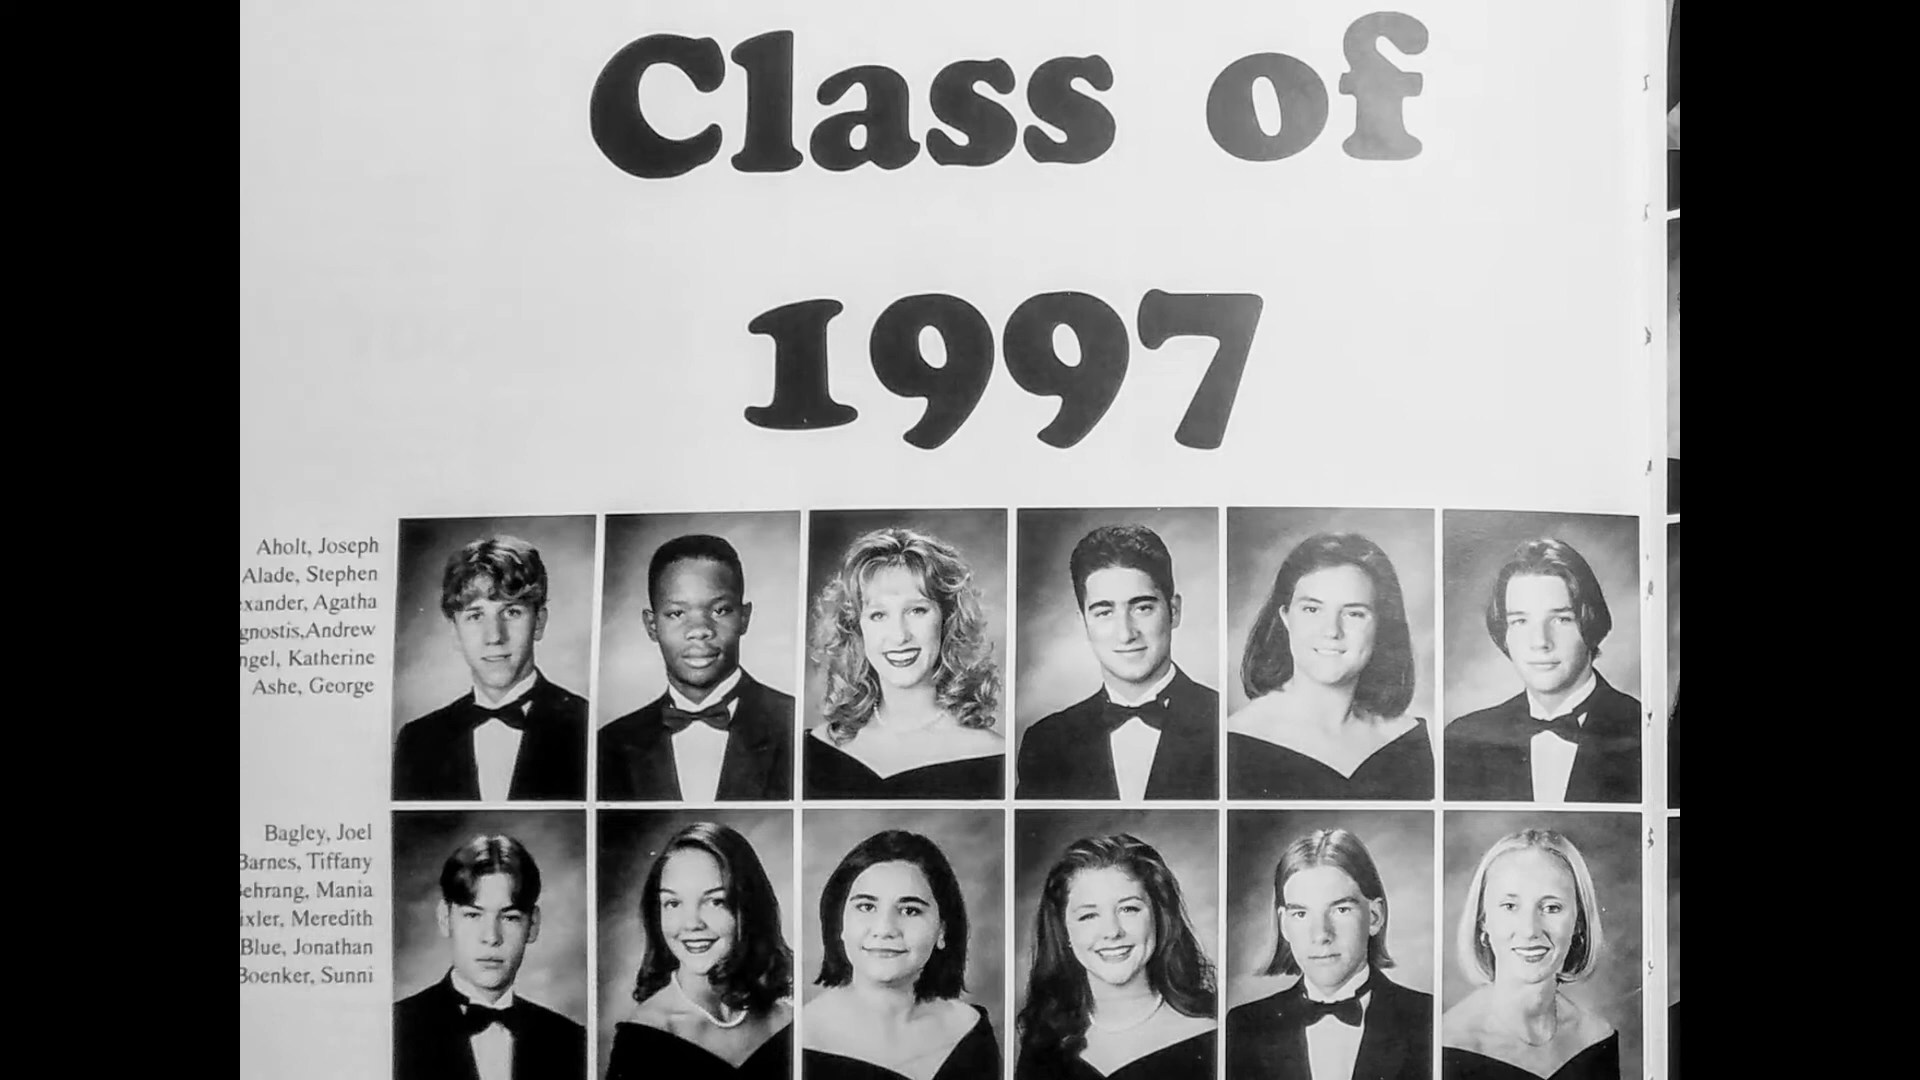 Class of
1997
Aholt, Joseph
Alade, Stephen
xander, Agatha
gnostis,Andrew
ngel, Katherine
Ashe, George
Bagley, Joel
Barnes, Tiffany
ehrang, Mania
ixler, Meredith
Blue, Jonathan
Boenker, Sunni